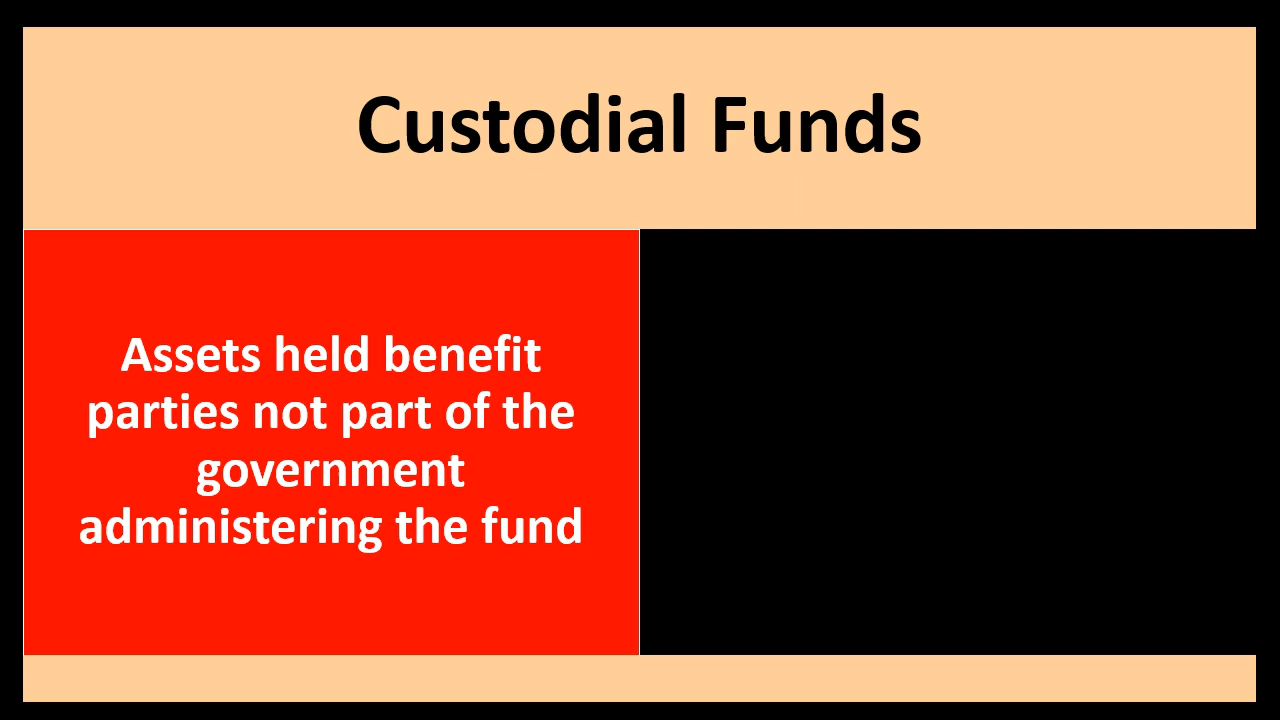 Custodial Funds
Assets held benefit
parties not part of the
government
administering the fund